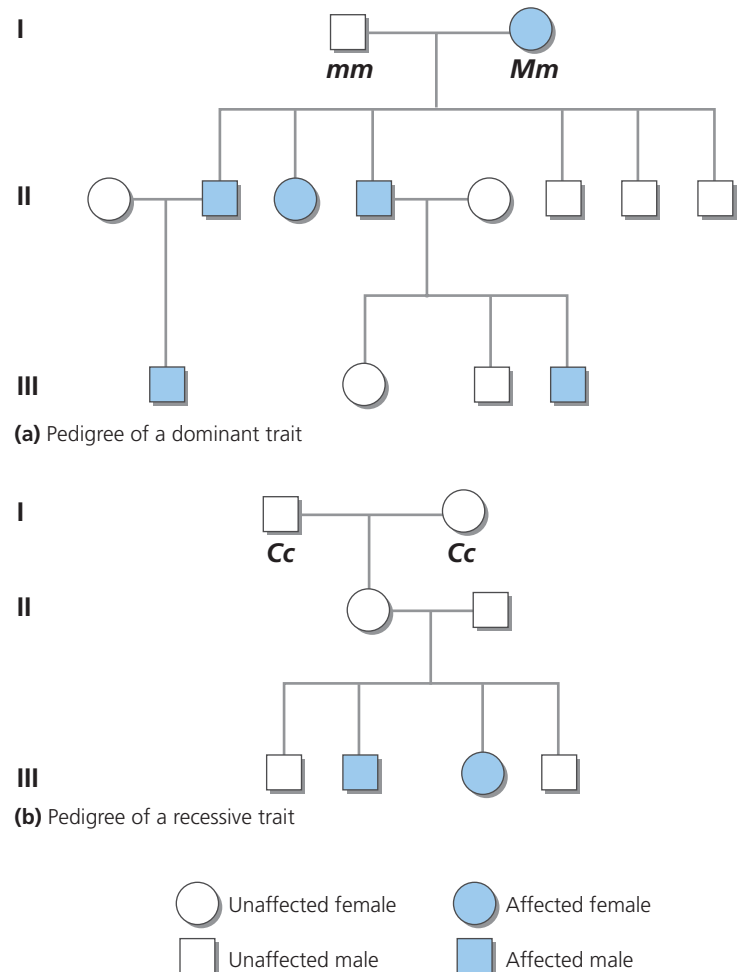 I
mm Mm
II
III
(a) Pedigree of a dominant trait
I
Cc Cc
II
III
(b) Pedigree of a recessive trait
Unaffected female Affected female
Unaffected male Affected male